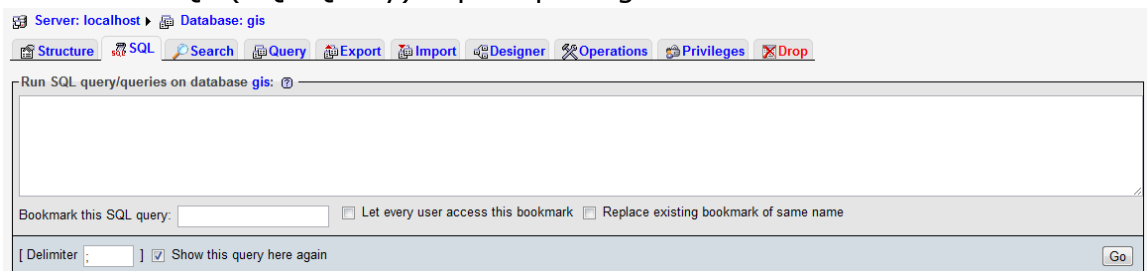 Server: localhost ▸ Database: gis
Structure SQL Search Query Export Import Designer Operations Privileges Drop
Run SQL query/queries on database gis:
Bookmark this SQL query: Let every user access this bookmark Replace existing bookmark of same name
[ Delimiter ; ] Show this query here again Go